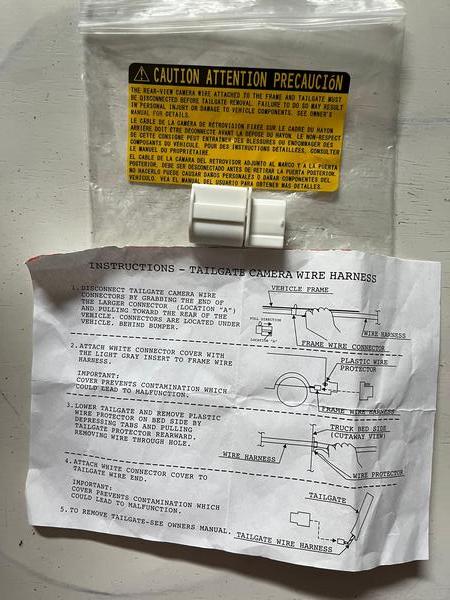 CAUTION ATTENTION PRECAUCIÓN
THE REAR-VIEW CAMERA WIRE ATTACHED TO THE FRAME AND TAILGATE MUST
BE DISCONNECTED BEFORE TAILGATE REMOVAL. FAILURE TO DO SO MAY RESULT
IN PERSONAL INJURY OR DAMAGE TO VEHICLE COMPONENTS. SEE OWNER'S
MANUAL FOR DETAILS.
LE CÂBLE DE LA CAMÉRA DE RÉTROVISION FIXÉE SUR LE CADRE DU HAYON
ARRIÈRE DOIT ÊTRE DÉCONNECTÉ AVANT LA DÉPOSE DU HAYON. LE NON-RESPECT
DE CETTE CONSIGNE PEUT ENTRAÎNER DES BLESSURES OU ENDOMMAGER DES
COMPOSANTS DU VÉHICULE. POUR DES INSTRUCTIONS DÉTAILLÉES, CONSULTER
LE MANUEL DU PROPRIÉTAIRE
EL CABLE DE LA CÁMARA DEL RETROVISOR ADJUNTO AL MARCO Y A LA PUERTA
POSTERIOR, DEBE SER DESCONECTADO ANTES DE RETIRAR LA PUERTA POSTERIOR.
NO HACERLO PUEDE CAUSAR DAÑOS PERSONALES O DAÑAR COMPONENTES DEL
VEHÍCULO. VEA EL MANUAL DEL USUARIO PARA OBTENER MAS DETALLES.
INSTRUCTIONS - TAILGATE CAMERA WIRE HARNESS
1. DISCONNECT TAILGATE CAMERA WIRE
CONNECTORS BY GRABBING THE END OF
THE LARGER CONNECTOR (LOCATION "A")
AND PULLING TOWARD THE REAR OF THE
VEHICLE. CONNECTORS ARE LOCATED UNDER
VEHICLE, BEHIND BUMPER.
VEHICLE FRAME
PULL DIRECTION
LOCATION "A"
WIRE HARNESS
FRAME WIRE CONNECTOR
2. ATTACH WHITE CONNECTOR COVER WITH
THE LIGHT GRAY INSERT TO FRAME WIRE
HARNESS.
IMPORTANT:
COVER PREVENTS CONTAMINATION WHICH
COULD LEAD TO MALFUNCTION.
PLASTIC WIRE
PROTECTOR
FRAME WIRE HARNESS
3. LOWER TAILGATE AND REMOVE PLASTIC
WIRE PROTECTOR ON BED SIDE BY
DEPRESSING TABS AND PULLING
TAILGATE PROTECTOR REARWARD.
REMOVING WIRE THROUGH HOLE.
TRUCK BED SIDE
(CUTAWAY VIEW)
WIRE HARNESS
WIRE PROTECTOR
4. ATTACH WHITE CONNECTOR COVER TO
TAILGATE WIRE END.
IMPORTANT:
COVER PREVENTS CONTAMINATION WHICH
COULD LEAD TO MALFUNCTION.
TAILGATE
5. TO REMOVE TAILGATE-SEE OWNERS MANUAL.
TAILGATE WIRE HARNESS